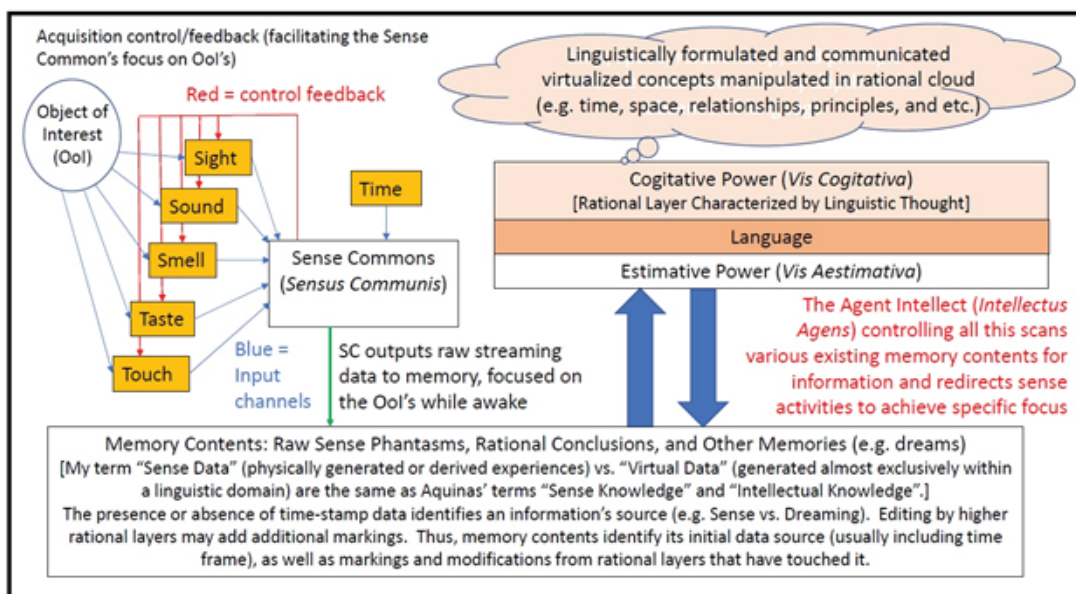 Acquisition control/feedback (facilitating the Sense
Common's focus on OoI's)
Red = control feedback
Object of
Interest
(OoI)
Sight
Sound
Smell
Taste
Touch
Time
Sense Commons
(Sensus Communis)
Blue =
Input
channels
SC outputs raw streaming
data to memory, focused on
the OoI's while awake
Linguistically formulated and communicated
virtualized concepts manipulated in rational cloud
(e.g. time, space, relationships, principles, and etc.)
Cogitative Power (Vis Cogitativa)
[Rational Layer Characterized by Linguistic Thought]
Language
Estimative Power (Vis Aestimativa)
The Agent Intellect (Intellectus
Agens) controlling all this scans
various existing memory contents for
information and redirects sense
activities to achieve specific focus
Memory Contents: Raw Sense Phantasms, Rational Conclusions, and Other Memories (e.g. dreams)
[My term "Sense Data" (physically generated or derived experiences) vs. "Virtual Data" (generated almost exclusively within
a linguistic domain) are the same as Aquinas' terms "Sense Knowledge" and "Intellectual Knowledge".]
The presence or absence of time-stamp data identifies an information's source (e.g. Sense vs. Dreaming). Editing by higher
rational layers may add additional markings. Thus, memory contents identify its initial data source (usually including time
frame), as well as markings and modifications from rational layers that have touched it.